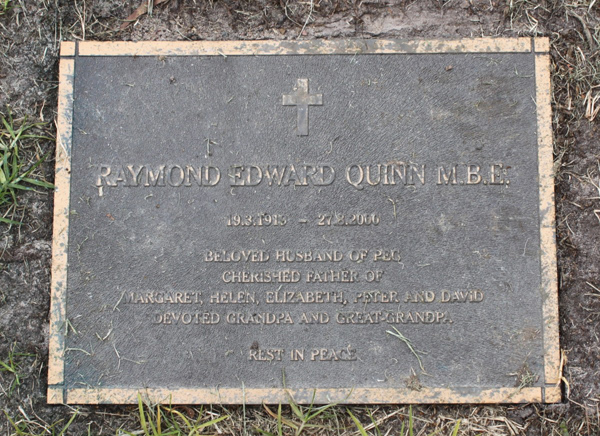 RAYMOND EDWARD QUINN M.B.E.
19.3.1913 - 27.2.2006
BELOVED HUSBAND OF PEG
CHERISHED FATHER OF
MARGARET, HELEN, ELIZABETH, PETER AND DAVID
DEVOTED GRANDPA AND GREAT-GRANDPA
REST IN PEACE